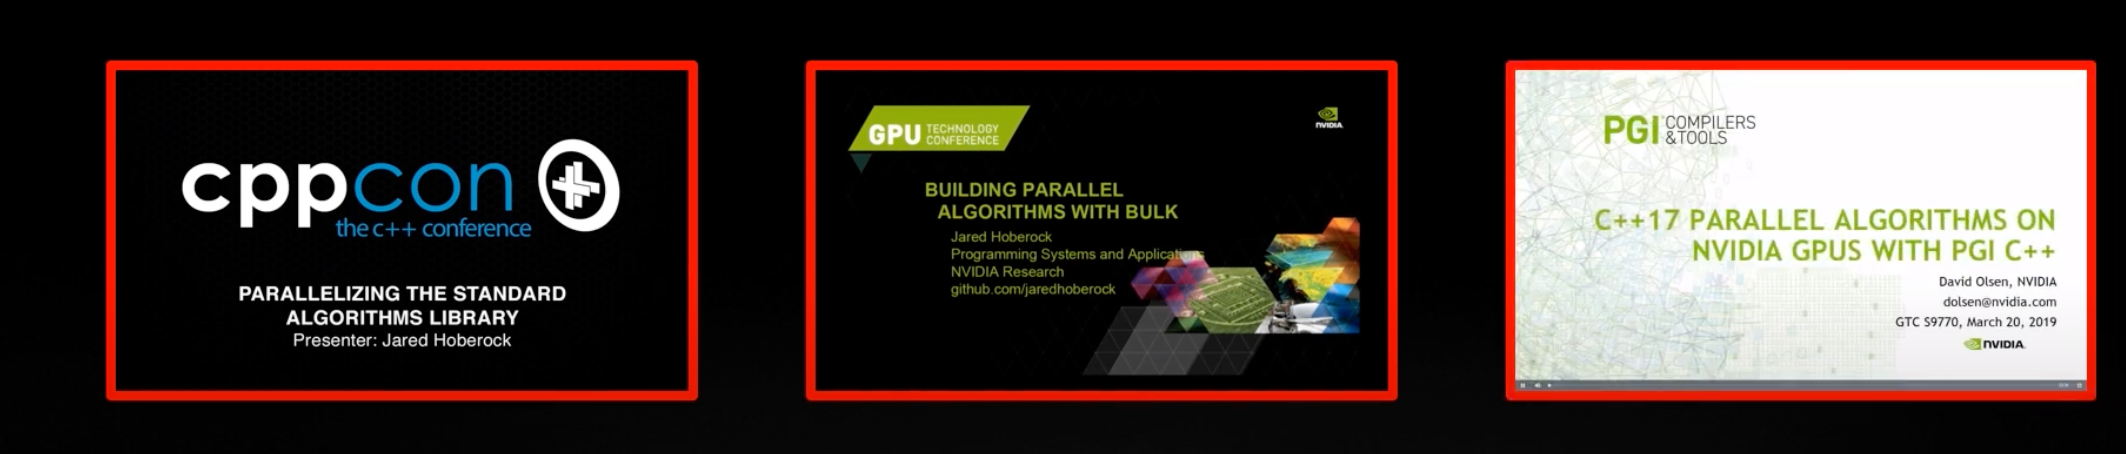 cppcon
the c++ conference
PARALLELIZING THE STANDARD
ALGORITHMS LIBRARY
Presenter: Jared Hoberock
GPU TECHNOLOGY
CONFERENCE
NVIDIA
BUILDING PARALLEL
ALGORITHMS WITH BULK
Jared Hoberock
Programming Systems and Applications
NVIDIA Research
github.com/jaredhoberock
PGI COMPILERS
&TOOLS
C++17 PARALLEL ALGORITHMS ON
NVIDIA GPUS WITH PGI C++
David Olsen, NVIDIA
dolsen@nvidia.com
GTC S9770, March 20, 2019
NVIDIA.